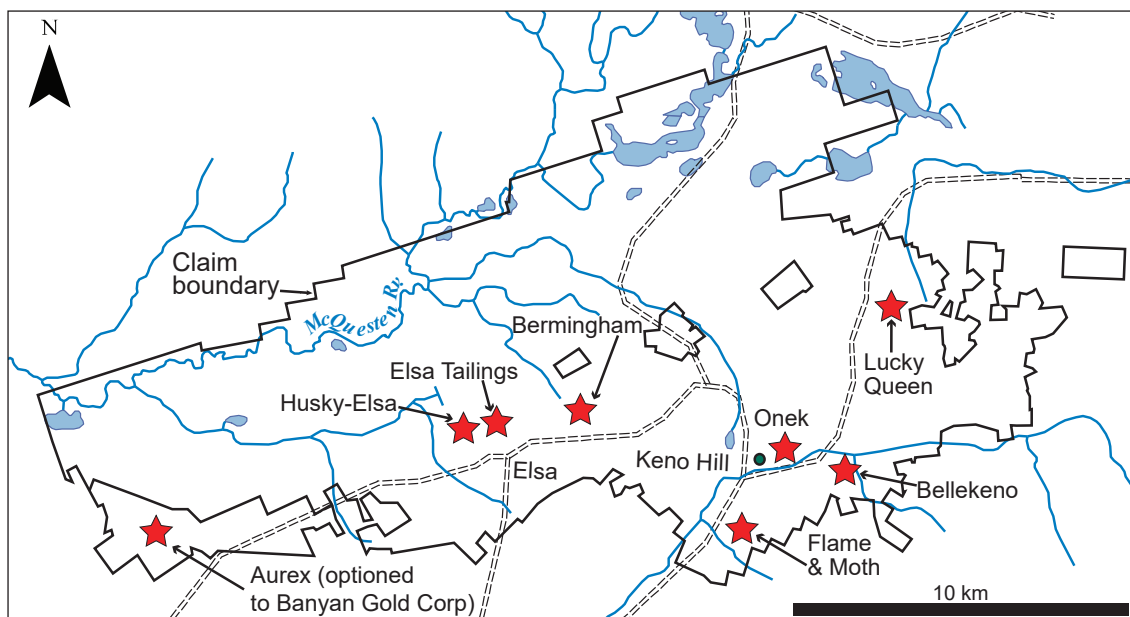 N
Claim
boundary
McQuesten Rv.
Bermingham
Elsa Tailings
Husky-Elsa
Lucky
Queen
Onek
Keno Hill
Elsa
Bellekeno
Flame
& Moth
Aurex (optioned
to Banyan Gold Corp)
10 km